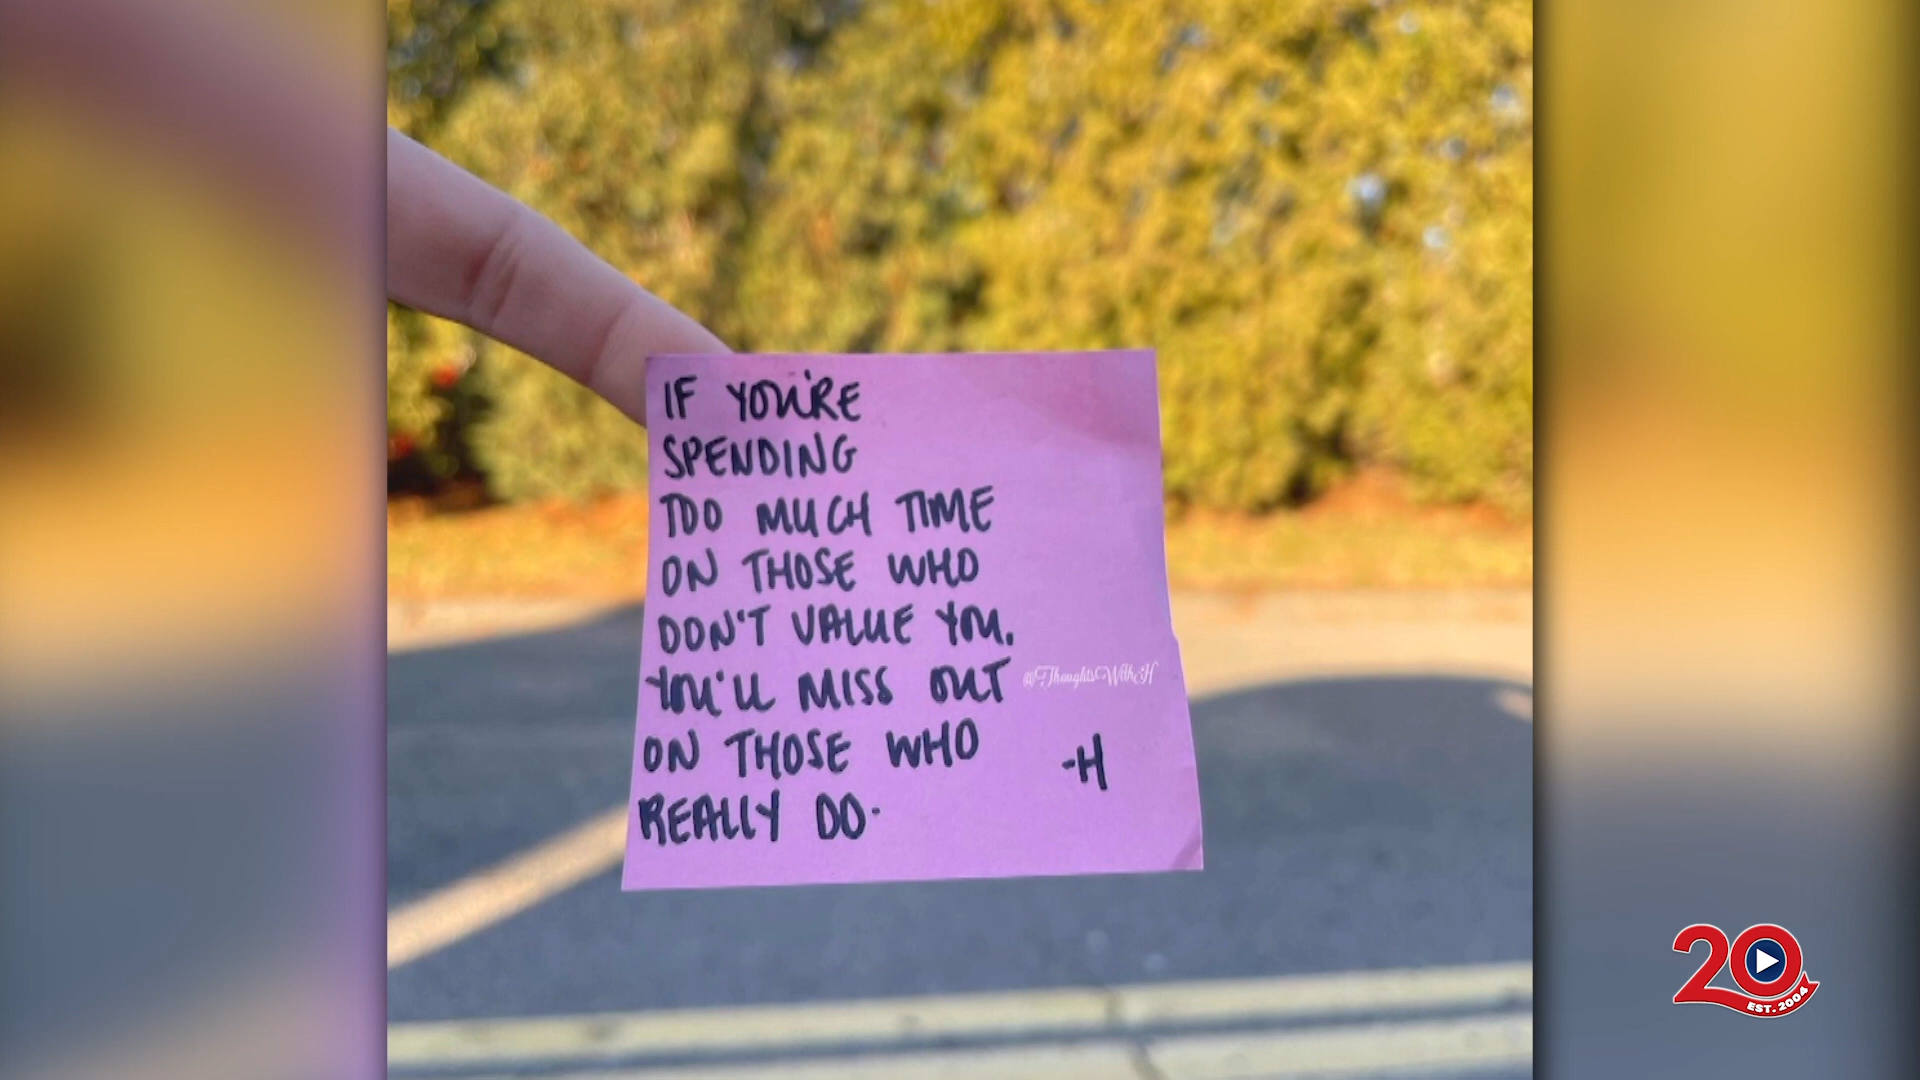 IF YOU'RE
SPENDING
TOO MUCH TIME
ON THOSE WHO
DON'T VALUE YOU.
YOU'LL MISS OUT
@ThoughtsWithH
ON THOSE WHO
-H
REALLY DO.
20
EST. 2004